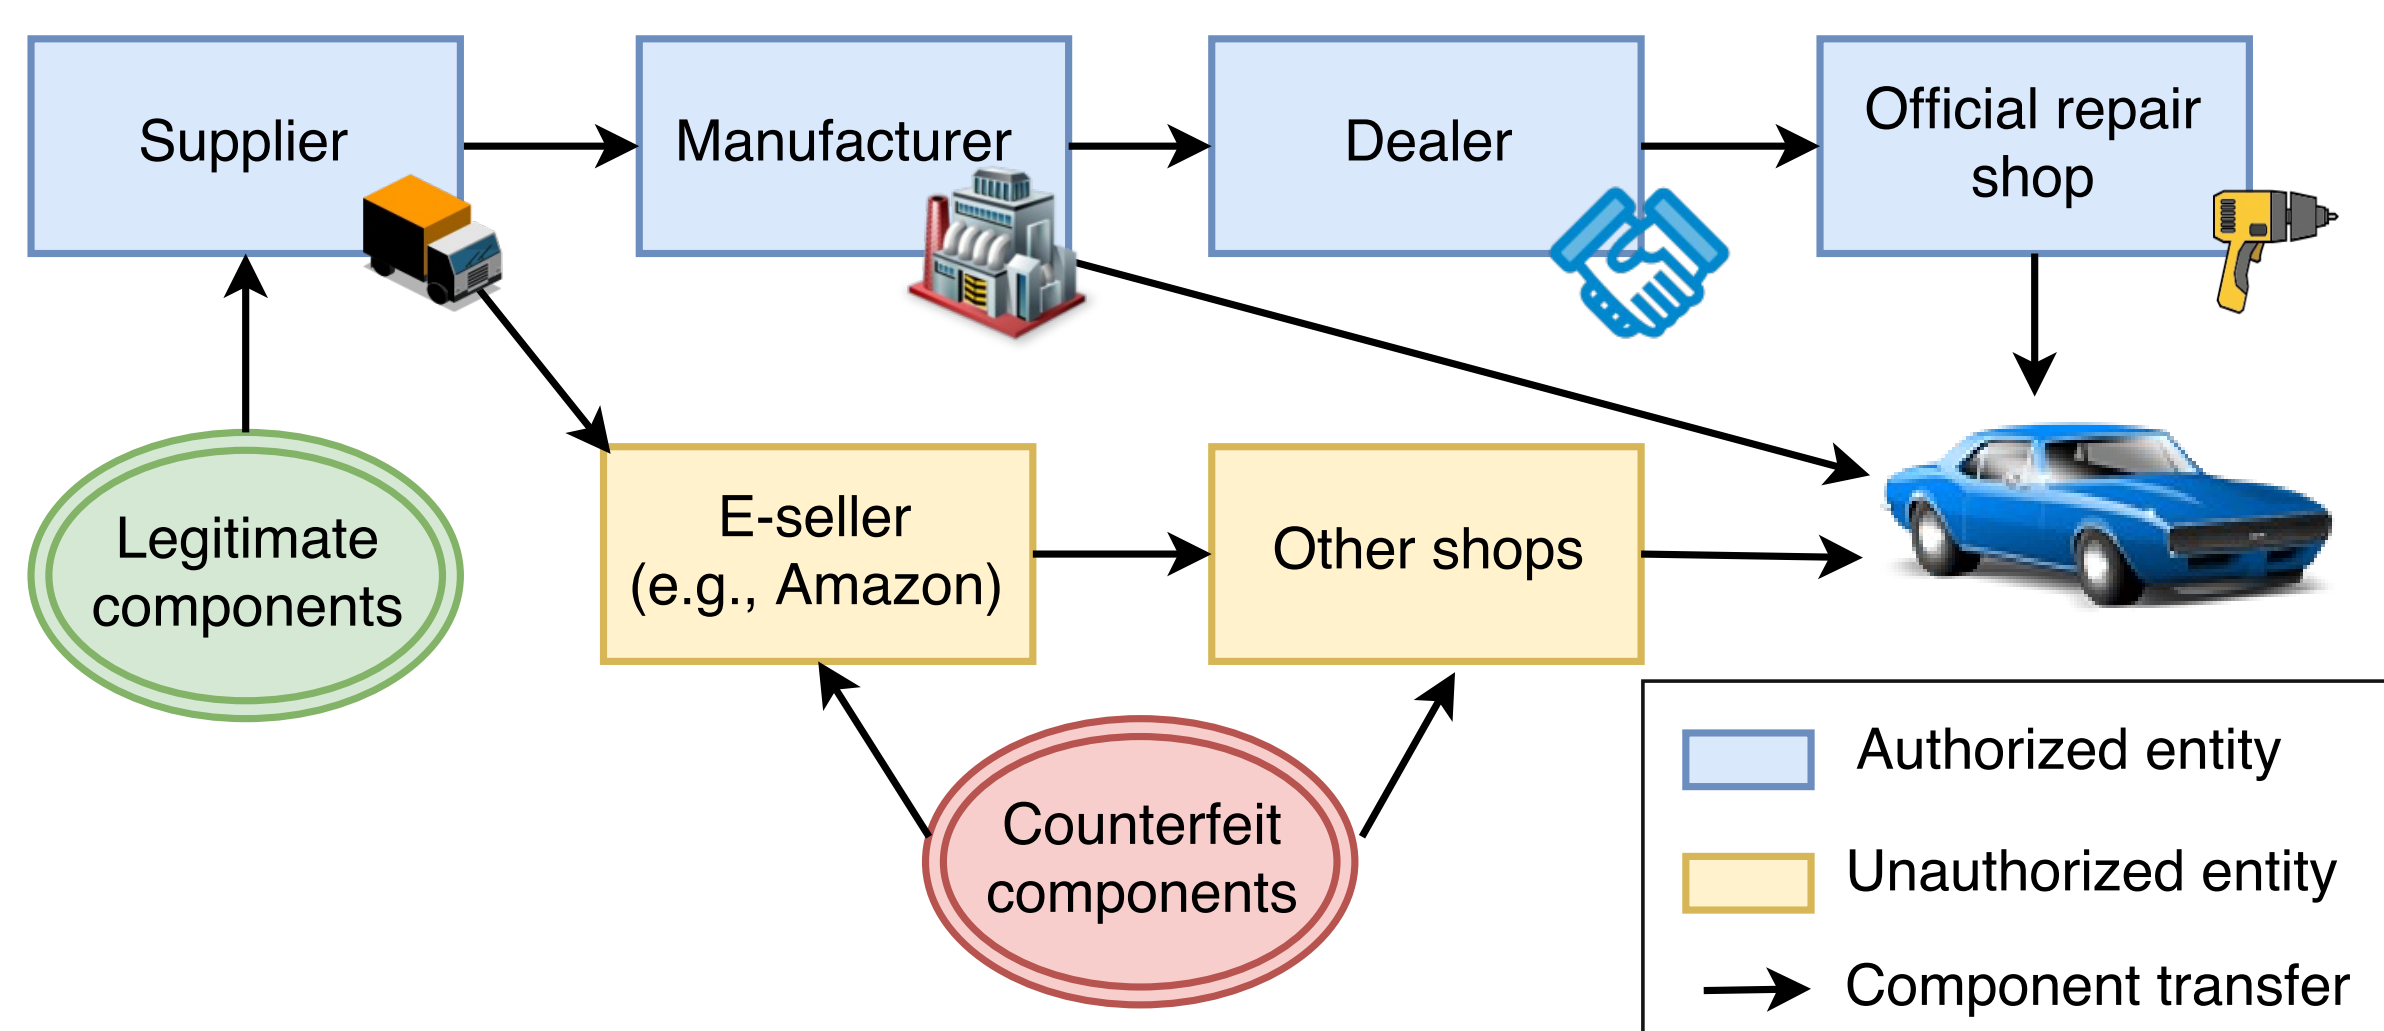 Supplier
Manufacturer
Dealer
Official repair
shop
Legitimate
components
E-seller
(e.g., Amazon)
Other shops
Counterfeit
components
Authorized entity
Unauthorized entity
Component transfer